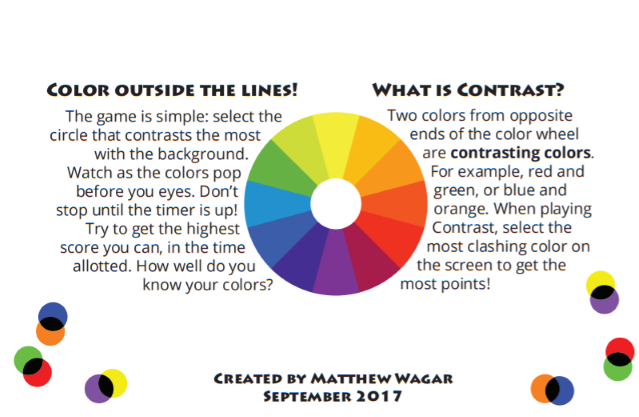 COLOR OUTSIDE THE LINES!
The game is simple: select the
circle that contrasts the most
with the background.
Watch as the colors pop
before you eyes. Don't
stop until the timer is up!
Try to get the highest
score you can, in the time
allotted. How well do you
know your colors?
WHAT IS CONTRAST?
Two colors from opposite
ends of the color wheel
are contrasting colors.
For example, red and
green, or blue and
orange. When playing
Contrast, select the
most clashing color on
the screen to get the
most points!
CREATED BY MATTHEW WAGAR
SEPTEMBER 2017